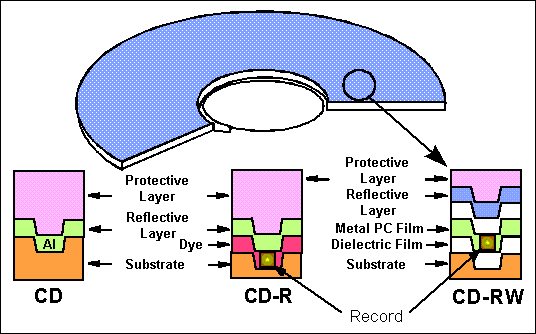 Protective
Layer
Reflective
Layer
Dye
Substrate
Al
CD
CD-R
Protective
Layer
Reflective
Layer
Metal PC Film
Dielectric Film
Substrate
CD-RW
Record